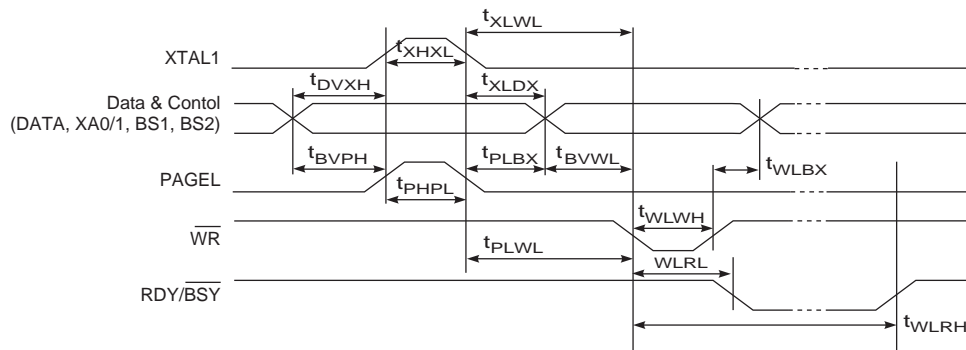 tXLWL
XTAL1
tXHXL
tDVXH
tXLDX
Data & Contol
(DATA, XA0/1, BS1, BS2)
tBVPH
tPLBX
tBVWL
tWLBX
PAGEL
tPHPL
tWLWH
WR
tPLWL
WLRL
RDY/BSY
tWLRH